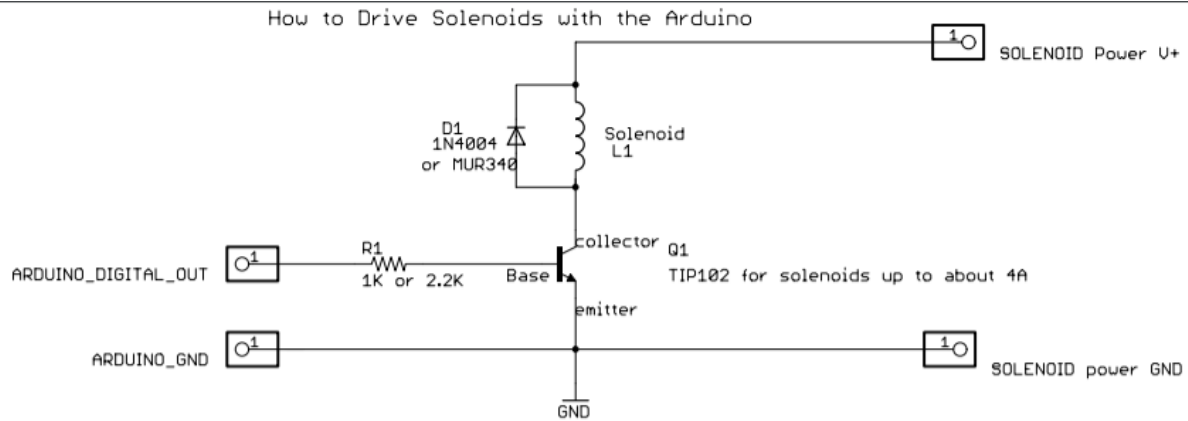 How to Drive Solenoids with the Arduino
1
SOLENOID Power V+
D1
1N4004
or MUR340
Solenoid
L1
collector
Q1
TIP102 for solenoids up to about 4A
R1
1K or 2.2K
Base
1
ARDUINO_DIGITAL_OUT
emitter
1
ARDUINO_GND
1
SOLENOID power GND
GND